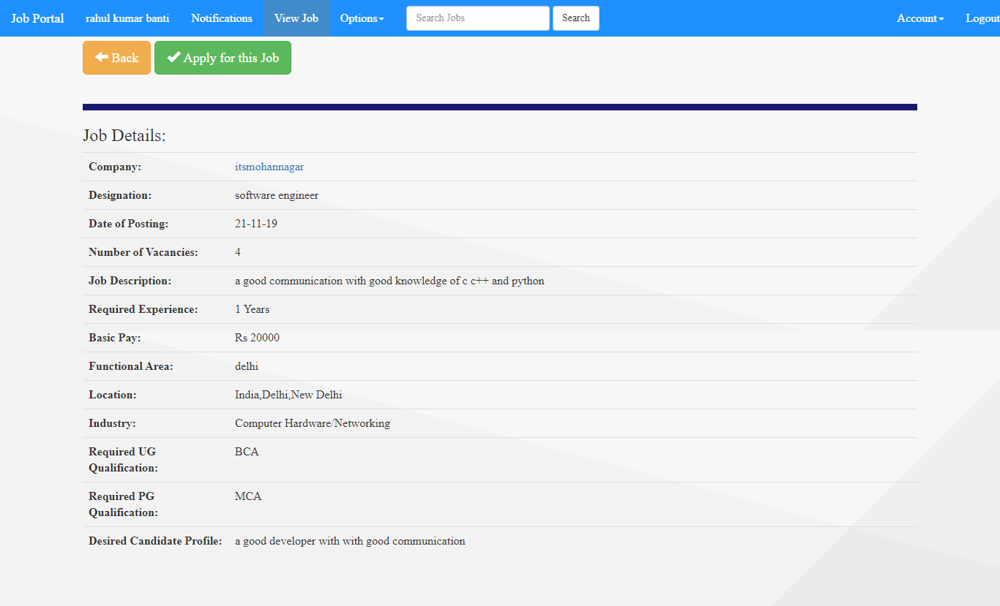 Job Portal rahul kumar banti Notifications View Job Options Search Jobs Search Account Logout
Back Apply for this Job
Job Details:
Company: itsmohannagar
Designation: software engineer
Date of Posting: 21-11-19
Number of Vacancies: 4
Job Description: a good communication with good knowledge of c c++ and python
Required Experience: 1 Years
Basic Pay: Rs 20000
Functional Area: delhi
Location: India,Delhi,New Delhi
Industry: Computer Hardware/Networking
Required UG BCA
Qualification:
Required PG MCA
Qualification:
Desired Candidate Profile: a good developer with with good communication